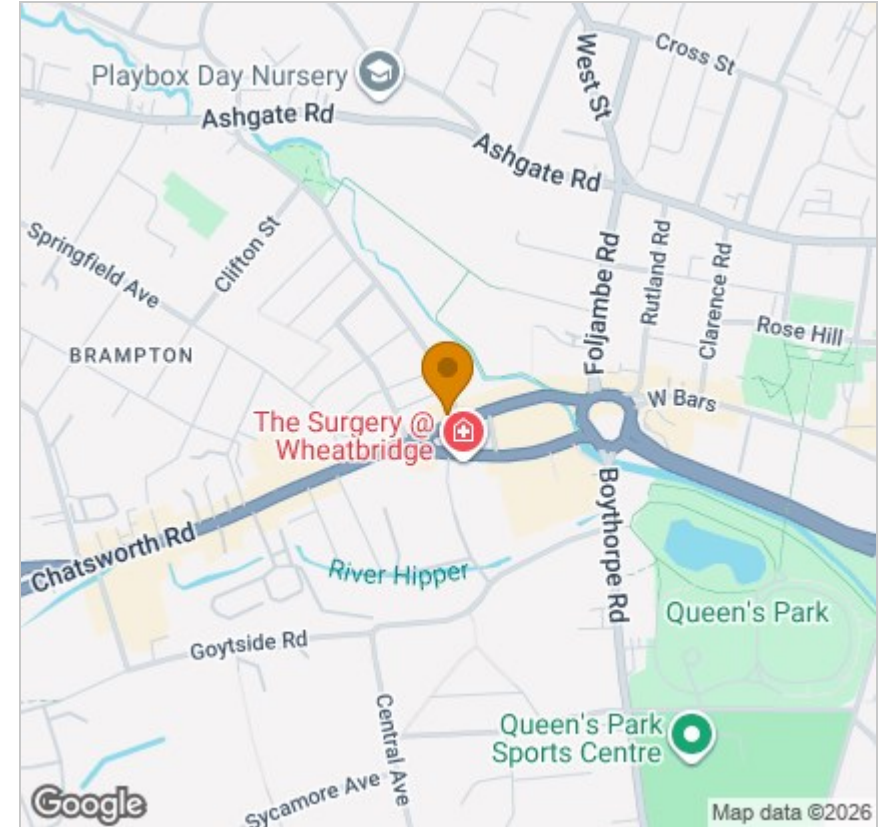 Cross St
West St
Playbox Day Nursery
Ashgate Rd
Ashgate Rd
Clifton St
Springfield Ave
Foljambe Rd
Rutland Rd
Clarence Rd
Rose Hill
BRAMPTON
W Bars
The Surgery @
Wheatbridge
Chatsworth Rd
River Hipper
Boythorpe Rd
Queen's Park
Goytside Rd
Central Ave
Queen's Park
Sports Centre
Sycamore Ave
Google
Map data ©2026